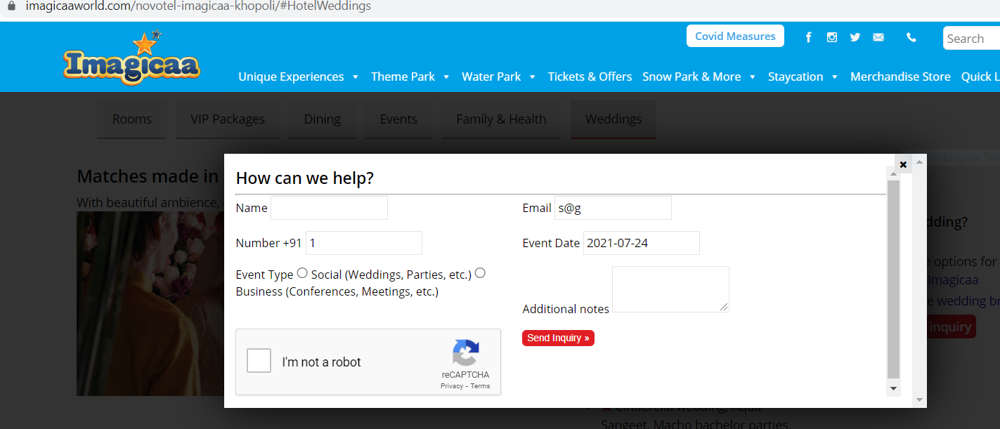 imagicaaworld.com/novotel-imagicaa-khopoli/#HotelWeddings
Imagicaa
Covid Measures
Search
Unique Experiences Theme Park Water Park Tickets & Offers Snow Park & More Staycation Merchandise Store Quick L
Rooms VIP Packages Dining Events Family & Health Weddings
Matches made in
With beautiful ambience,
How can we help?
Name
Email s@g
Number +91 1
Event Date 2021-07-24
Event Type Social (Weddings, Parties, etc.)
Business (Conferences, Meetings, etc.)
Additional notes
Send Inquiry »
I'm not a robot
reCAPTCHA
Privacy - Terms
dding?
e options for
Imagicaa
e wedding br
inquiry
Cinderella wedding, Aqua
Sangeet, Macho bachelor parties,